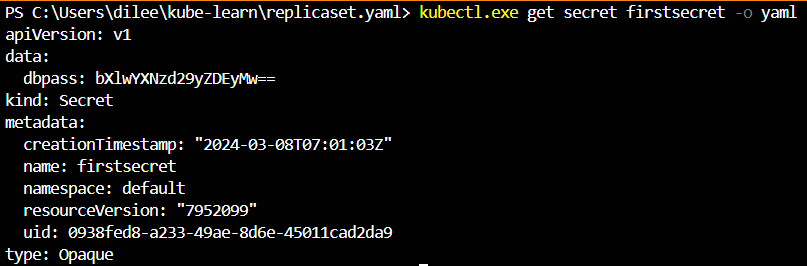 PS C:\Users\dilee\kube-learn\replicaset.yaml> kubectl.exe get secret firstsecret -o yaml
apiVersion: v1
data:
  dbpass: bXlwYXNzd29yZDEyMw==
kind: Secret
metadata:
  creationTimestamp: "2024-03-08T07:01:03Z"
  name: firstsecret
  namespace: default
  resourceVersion: "7952099"
  uid: 0938fed8-a233-49ae-8d6e-45011cad2da9
type: Opaque